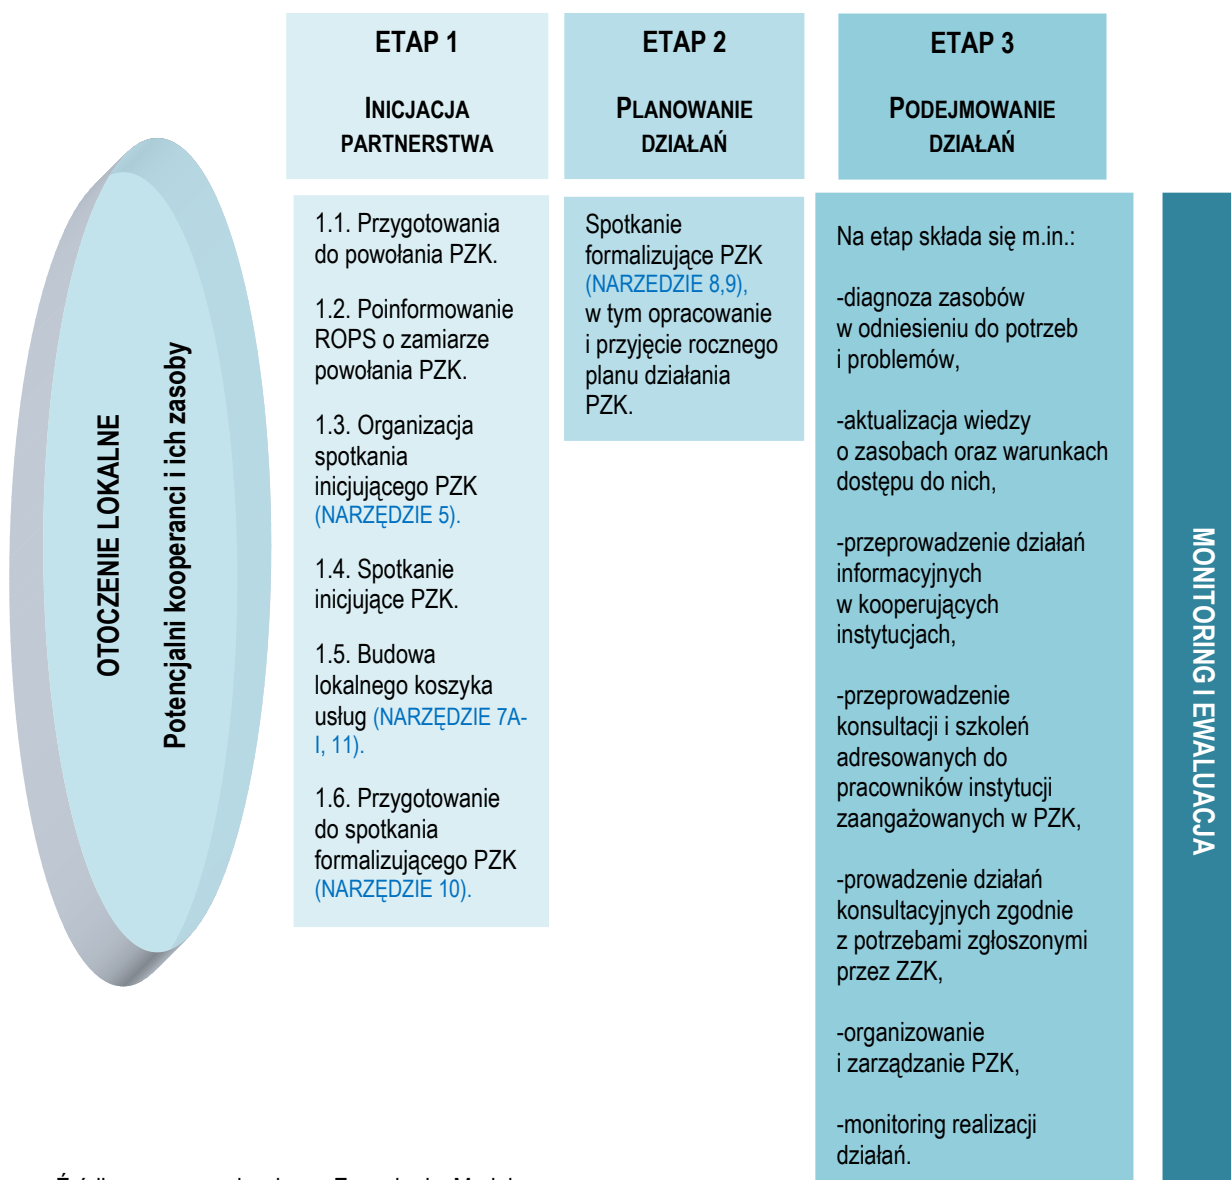 ETAP 1
INICJACJA
PARTNERSTWA
ETAP 2
PLANOWANIE
DZIAŁAŃ
ETAP 3
PODEJMOWANIE
DZIAŁAŃ
OTOCZENIE LOKALNE
Potencjalni kooperanci i ich zasoby
1.1. Przygotowania
do powołania PZK.
1.2. Poinformowanie
ROPS o zamiarze
powołania PZK.
1.3. Organizacja
spotkania
inicjującego PZK
(NARZĘDZIE 5).
1.4. Spotkanie
inicjujące PZK.
1.5. Budowa
lokalnego koszyka
usług (NARZĘDZIE 7A-
I, 11).
1.6. Przygotowanie
do spotkania
formalizującego PZK
(NARZĘDZIE 10).
Spotkanie
formalizujące PZK
(NARZEDZIE 8,9),
w tym opracowanie
i przyjęcie rocznego
planu działania
PZK.
Na etap składa się m.in.:
-diagnoza zasobów
w odniesieniu do potrzeb
i problemów,
-aktualizacja wiedzy
o zasobach oraz warunkach
dostępu do nich,
-przeprowadzenie działań
informacyjnych
w kooperujących
instytucjach,
-przeprowadzenie
konsultacji i szkoleń
adresowanych do
pracowników instytucji
zaangażowanych w PZK,
-prowadzenie działań
konsultacyjnych zgodnie
z potrzebami zgłoszonymi
przez ZZK,
-organizowanie
i zarządzanie PZK,
-monitoring realizacji
działań.
MONITORING I EWALUACJA